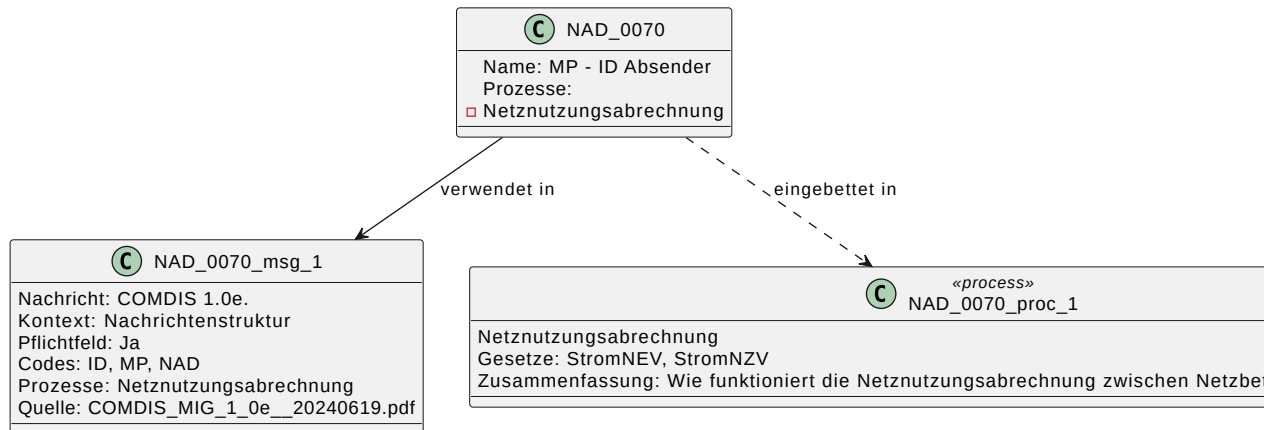 C NAD_0070
Name: MP - ID Absender
Prozesse:
Netznutzungsabrechnung
verwendet in
eingebettet in
C NAD_0070_msg_1
Nachricht: COMDIS 1.0e.
Kontext: Nachrichtenstruktur
Pflichtfeld: Ja
Codes: ID, MP, NAD
Prozesse: Netznutzungsabrechnung
Quelle: COMDIS_MIG_1_0e__20240619.pdf
«process»
C NAD_0070_proc_1
Netznutzungsabrechnung
Gesetze: StromNEV, StromNZV
Zusammenfassung: Wie funktioniert die Netznutzungsabrechnung zwischen Netzbet